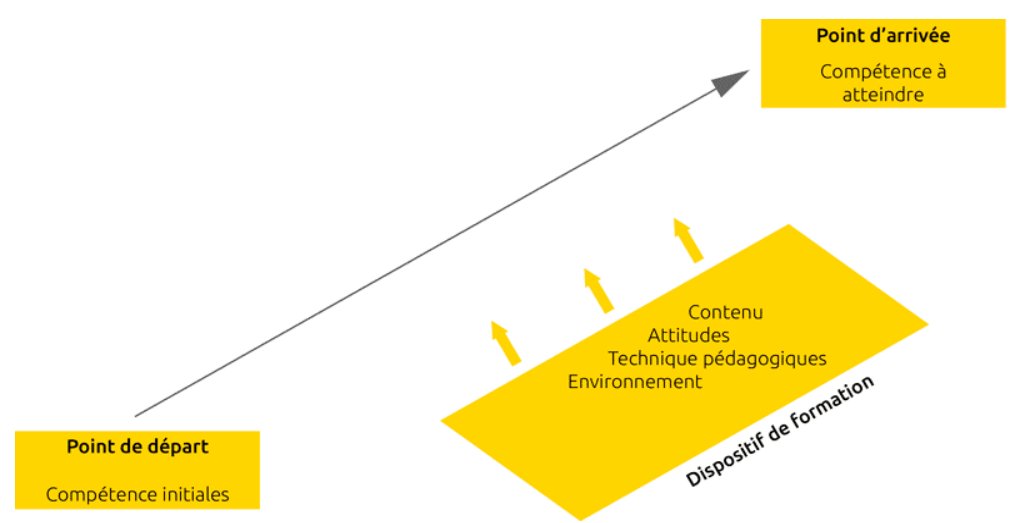 Point d’arrivée
Compétence à
atteindre
Contenu
Attitudes
Technique pédagogiques
Environnement
Dispositif de formation
Point de départ
Compétence initiales